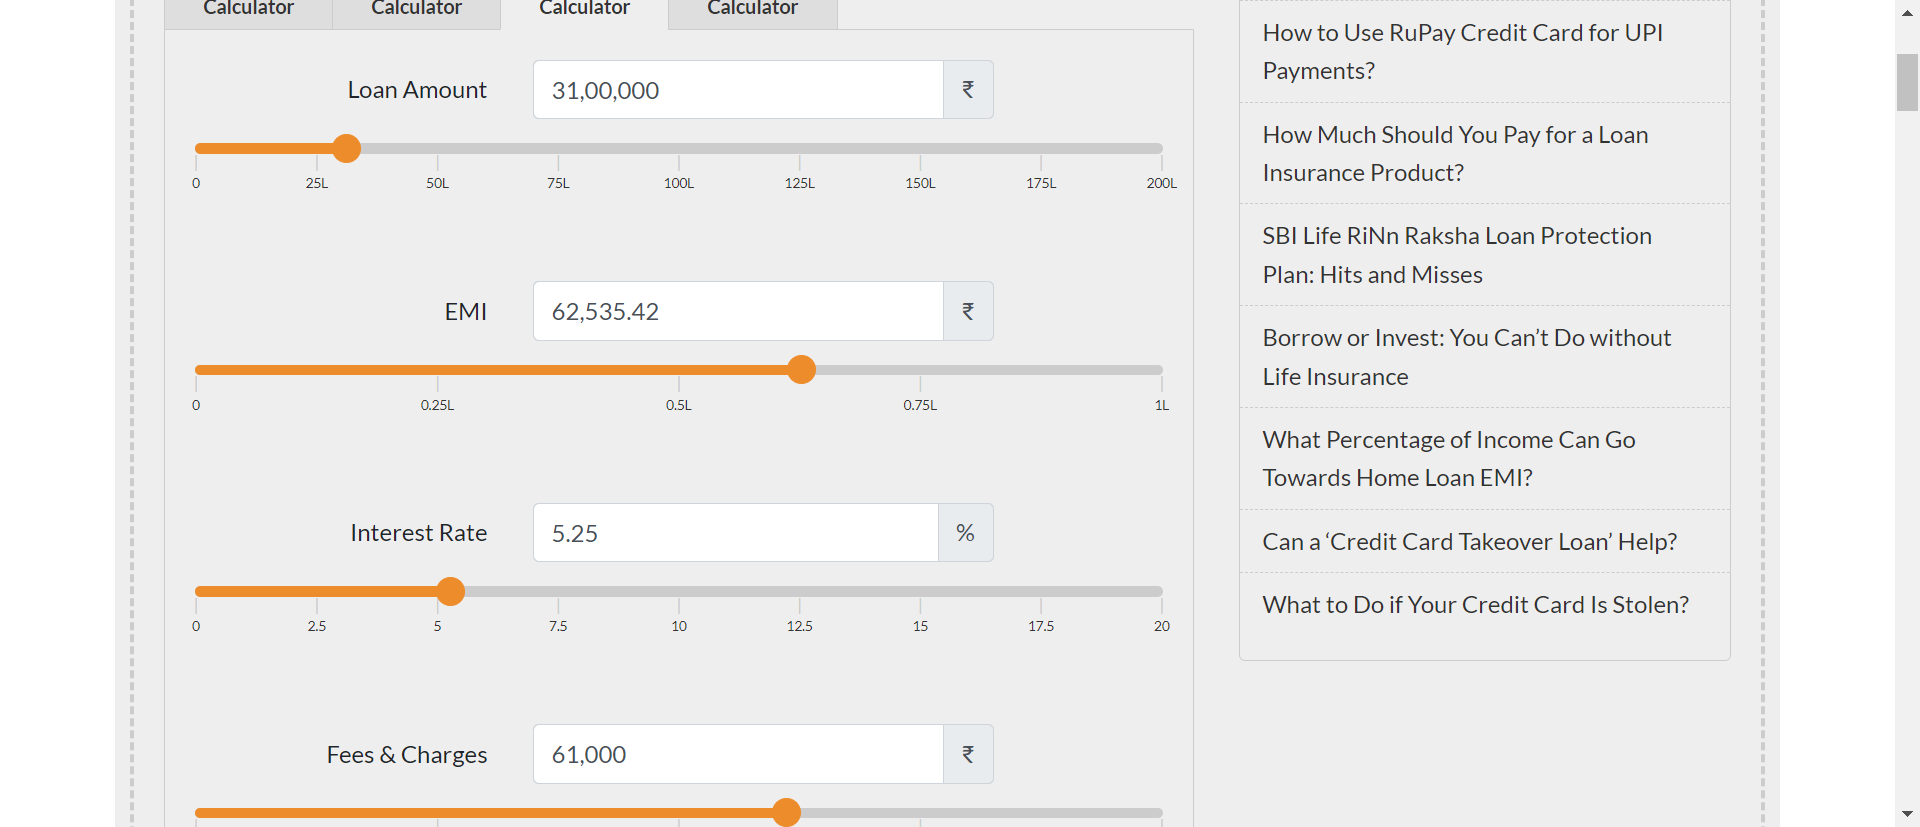 Calculator Calculator Calculator Calculator
Loan Amount 31,00,000 ₹
0 25L 50L 75L 100L 125L 150L 175L 200L
EMI 62,535.42 ₹
0 0.25L 0.5L 0.75L 1L
Interest Rate 5.25 %
0 2.5 5 7.5 10 12.5 15 17.5 20
Fees & Charges 61,000 ₹
How to Use RuPay Credit Card for UPI
Payments?
How Much Should You Pay for a Loan
Insurance Product?
SBI Life RiNn Raksha Loan Protection
Plan: Hits and Misses
Borrow or Invest: You Can’t Do without
Life Insurance
What Percentage of Income Can Go
Towards Home Loan EMI?
Can a ‘Credit Card Takeover Loan’ Help?
What to Do if Your Credit Card Is Stolen?